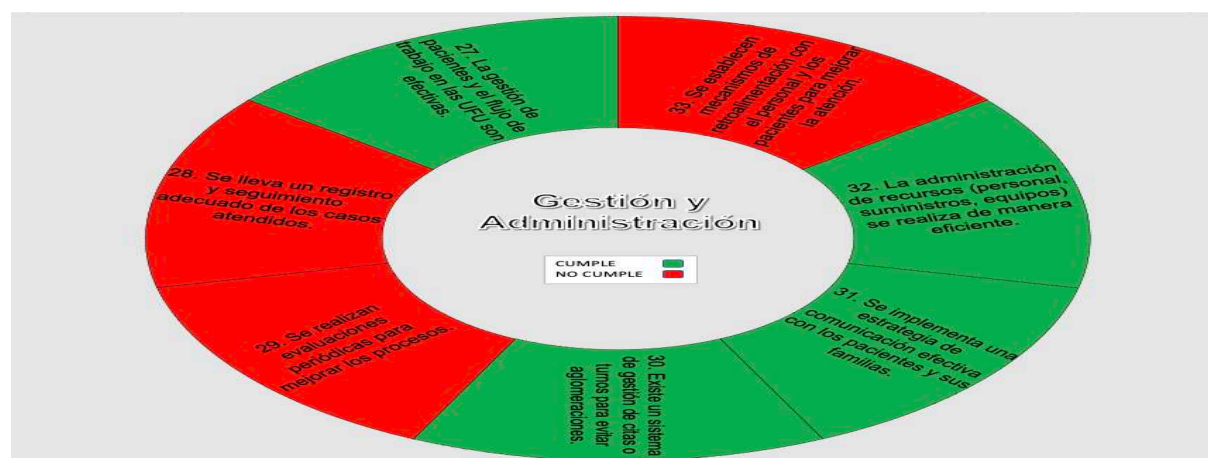 Gestión y
Administración
CUMPLE
NO CUMPLE
27. La gestión de
pacientes y el flujo de
trabajo en las UFU son
efectivas.
28. Se lleva un registro
y seguimiento
adecuado de los casos
atendidos.
29. Se realizan
evaluaciones
periódicas para
mejorar los procesos.
30. Existe un sistema
de gestión de citas o
turnos para evitar
aglomeraciones.
31. Se implementa una
estrategia de
comunicación efectiva
con los pacientes y sus
familias.
32. La administración
de recursos (personal,
suministros, equipos)
se realiza de manera
eficiente.
33. Se establecen
mecanismos de
retroalimentación con
el personal y los
pacientes para mejorar
la atención.